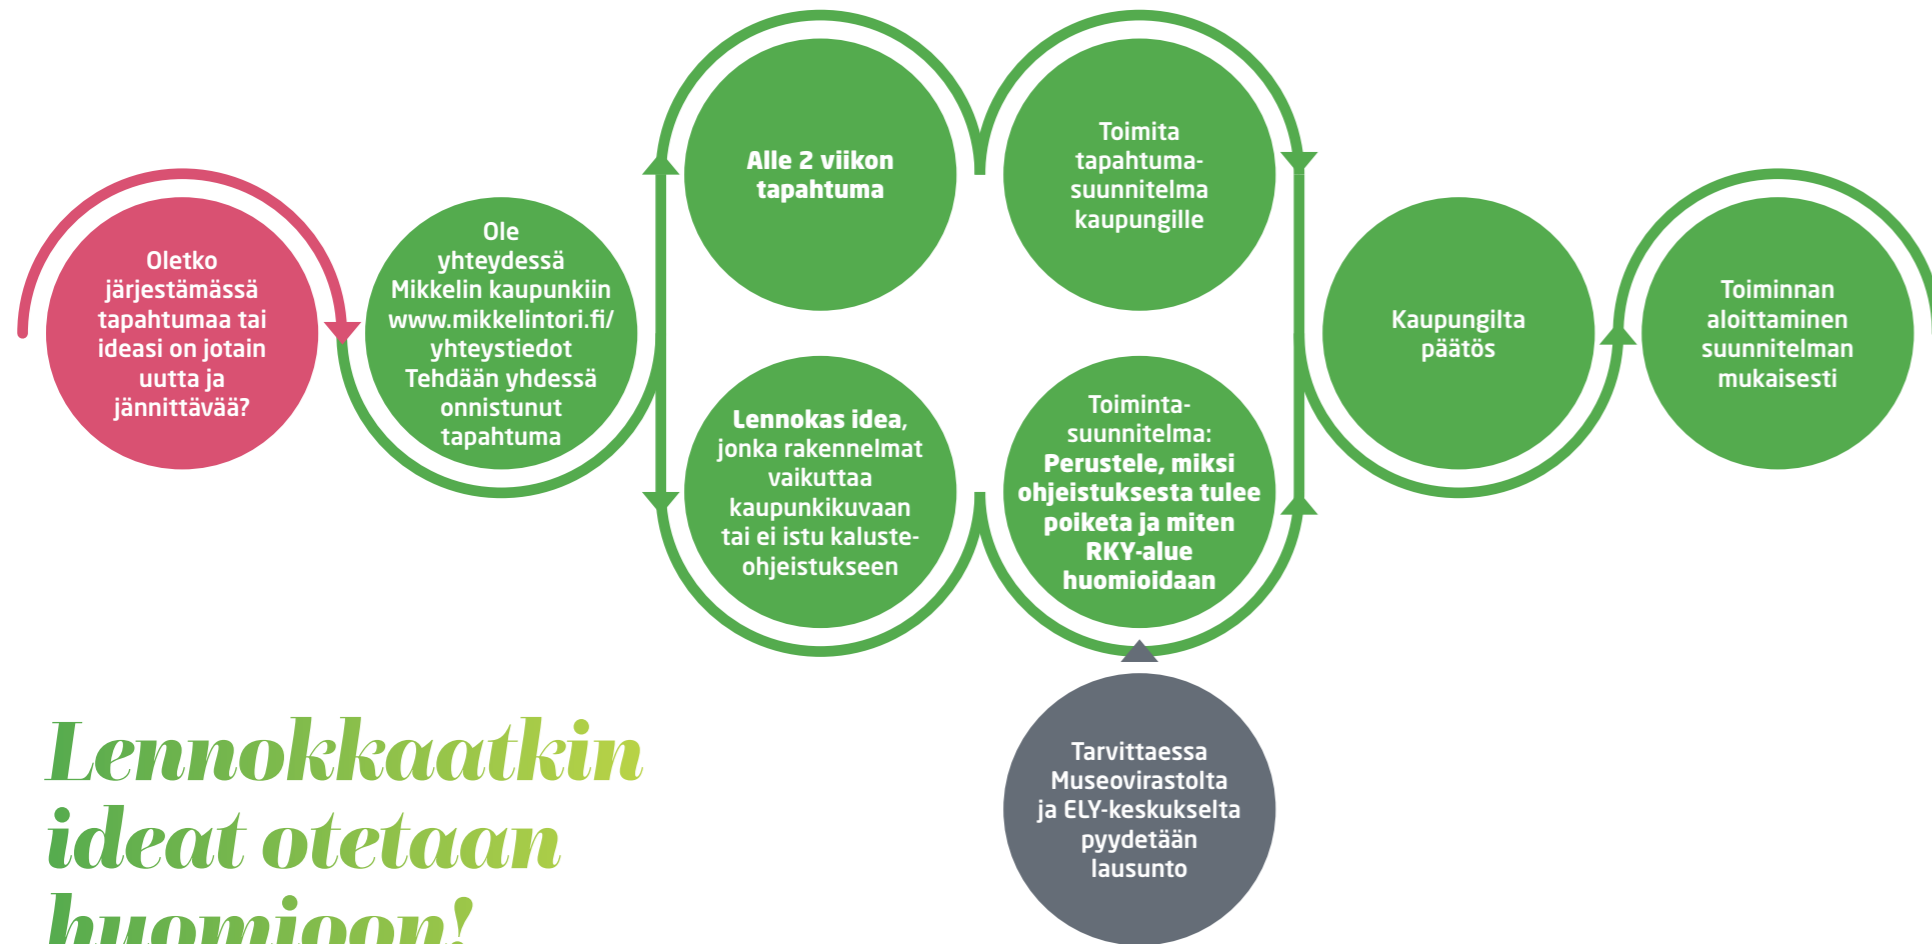 Oletko
järjestämässä
tapahtumaa tai
ideasi on jotain
uutta ja
jännittävää?
Ole
yhteydessä
Mikkelin kaupunkiin
www.mikkelintori.fi/
yhteystiedot
Tehdään yhdessä
onnistunut
tapahtuma
Alle 2 viikon
tapahtuma
Toimita
tapahtuma-
suunnitelma
kaupungille
Lennokas idea,
jonka rakennelmat
vaikuttaa
kaupunkikuvaan
tai ei istu kaluste-
ohjeistukseen
Toiminta-
suunnitelma:
Perustele, miksi
ohjeistuksesta tulee
poiketa ja miten
RKY-alue
huomioidaan
Tarvittaessa
Museovirastolta
ja ELY-keskukselta
pyydetään
lausunto
Kaupungilta
päätös
Toiminnan
aloittaminen
suunnitelman
mukaisesti
Lennokkaatkin
ideat otetaan
huomioon!